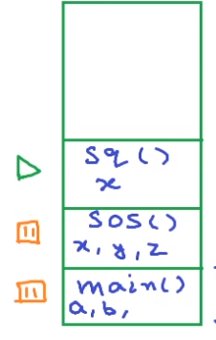 Sq()
x
SOS()
x, y, z
main()
a, b,